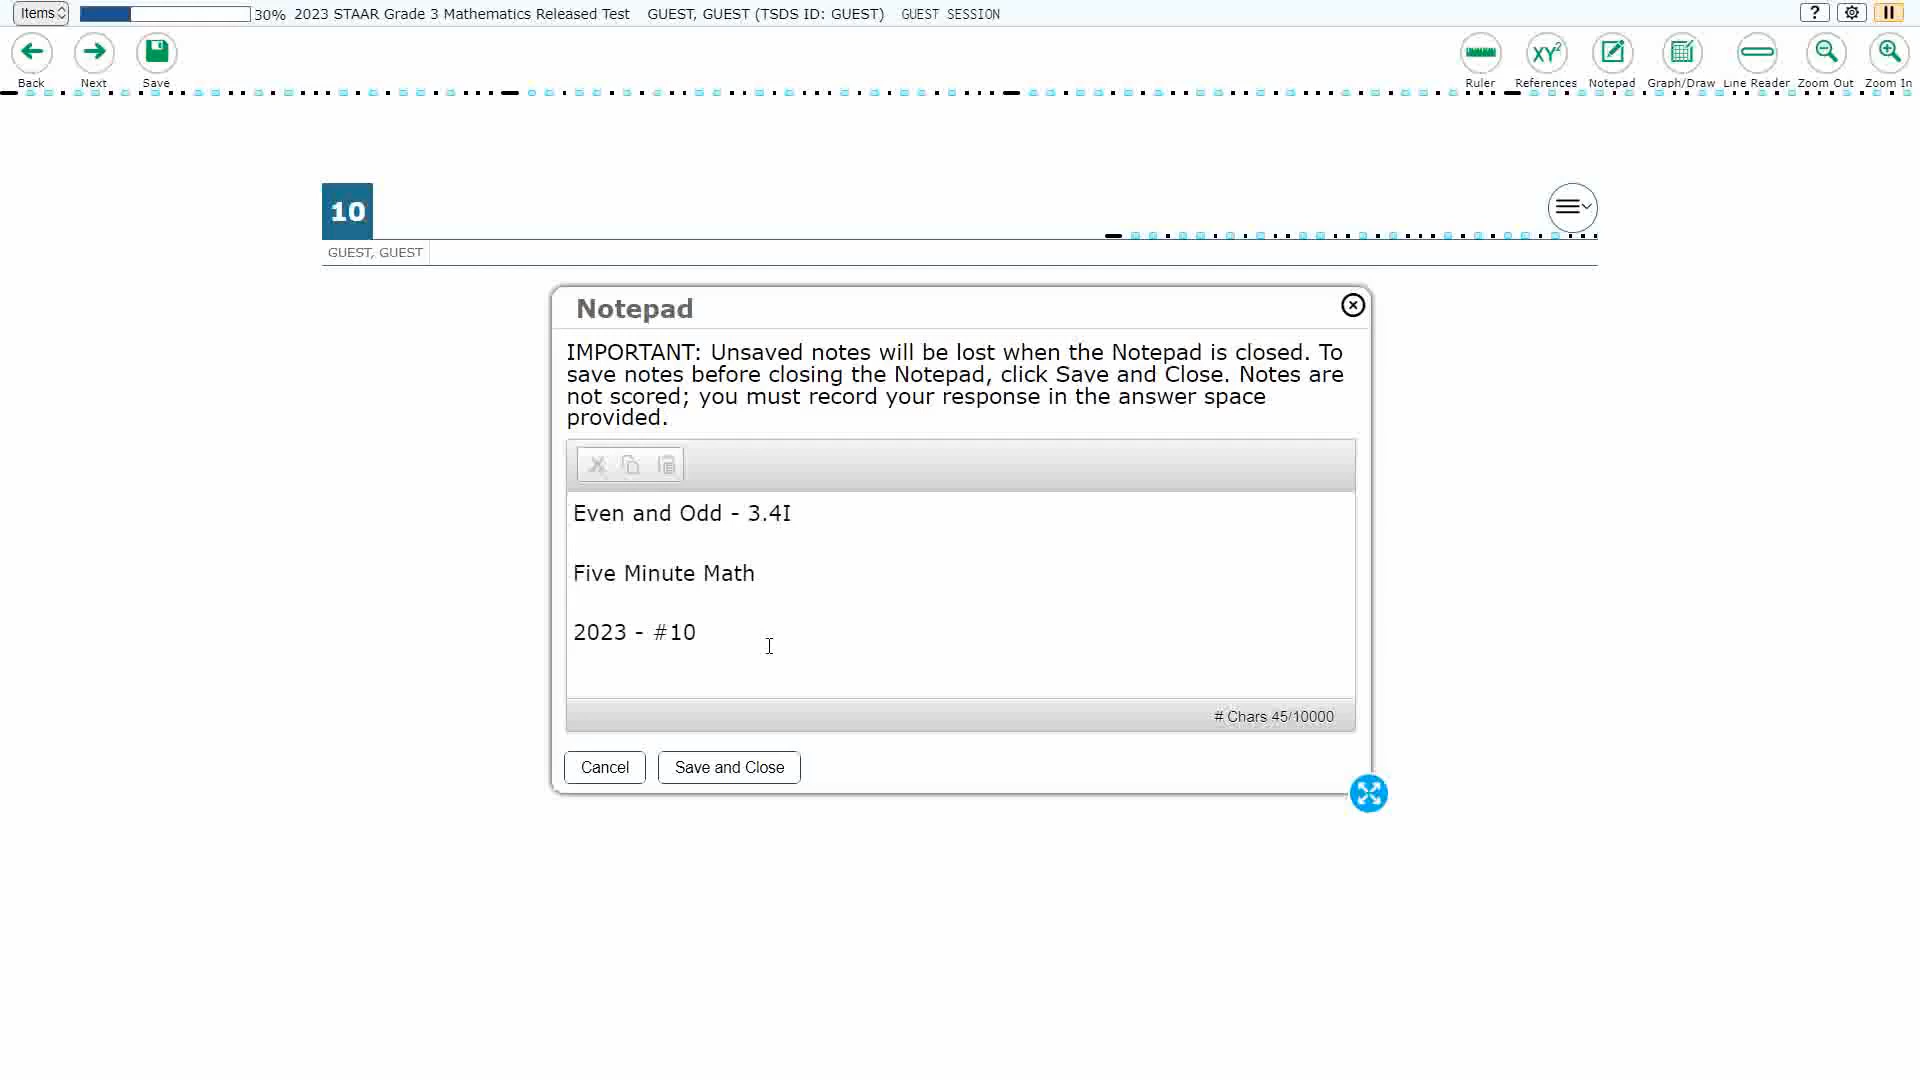 Items 30% 2023 STAAR Grade 3 Mathematics Released Test GUEST, GUEST (TSDS ID: GUEST) GUEST SESSION ?
Back Next Save Ruler XY² References Notepad Graph/Draw Line Reader Zoom Out Zoom In
10
GUEST, GUEST
Notepad
IMPORTANT: Unsaved notes will be lost when the Notepad is closed. To
save notes before closing the Notepad, click Save and Close. Notes are
not scored; you must record your response in the answer space
provided.
Even and Odd - 3.4I
Five Minute Math
2023 - #10
# Chars 45/10000
Cancel Save and Close